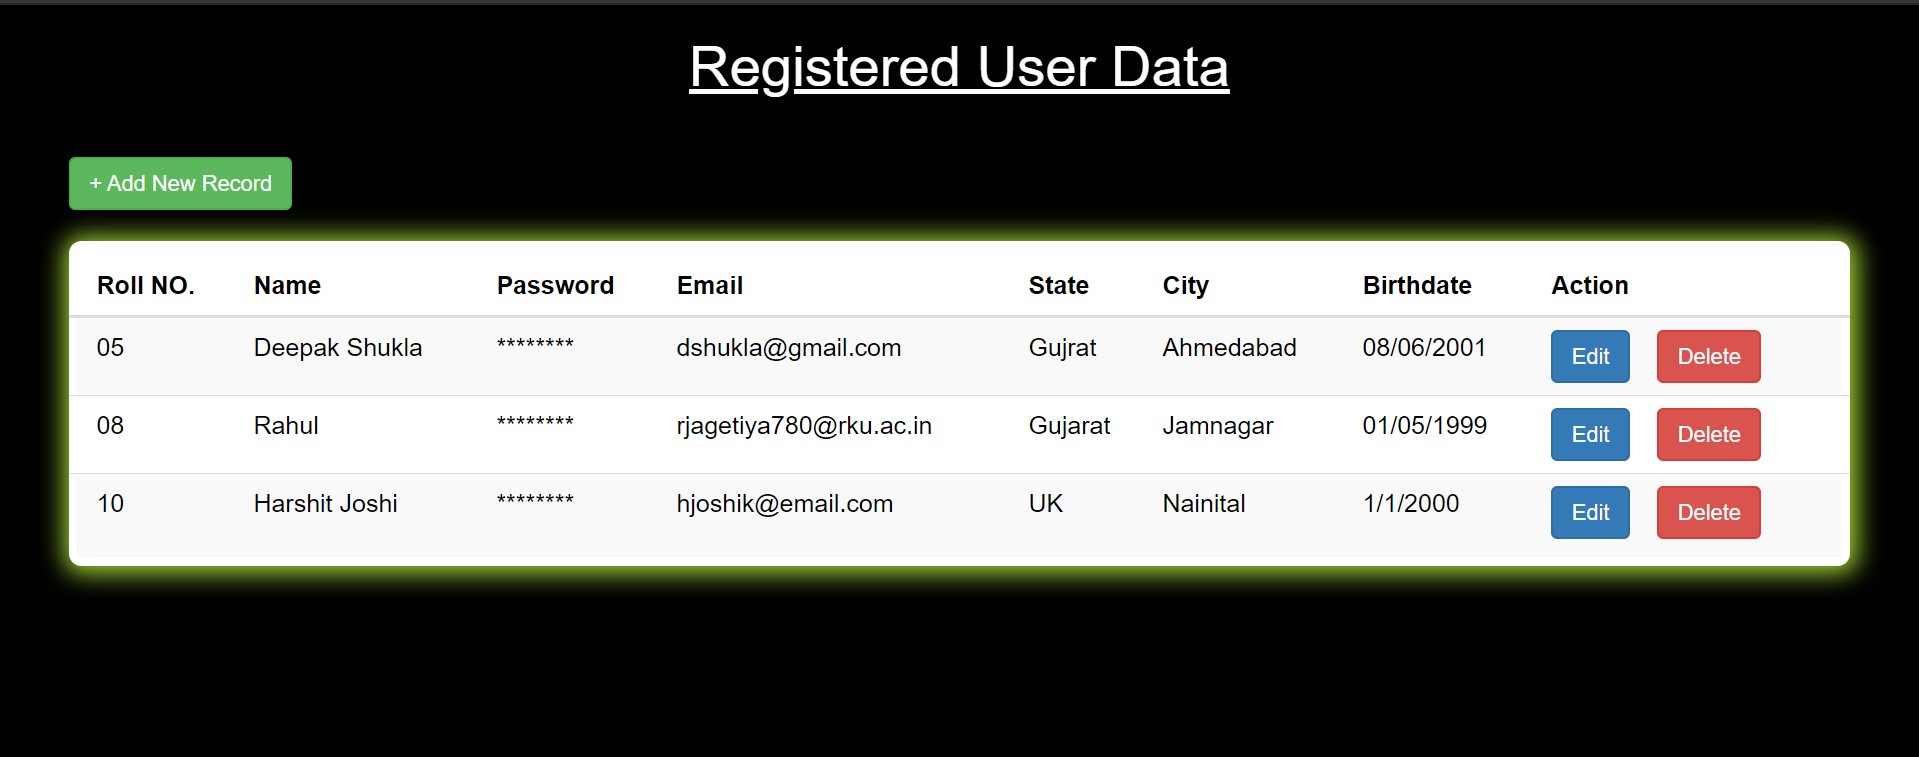 Registered User Data
+ Add New Record
Roll NO. Name Password Email State City Birthdate Action
05 Deepak Shukla ******** dshukla@gmail.com Gujrat Ahmedabad 08/06/2001 Edit Delete
08 Rahul ******** rjagetiya780@rku.ac.in Gujarat Jamnagar 01/05/1999 Edit Delete
10 Harshit Joshi ******** hjoshik@email.com UK Nainital 1/1/2000 Edit Delete